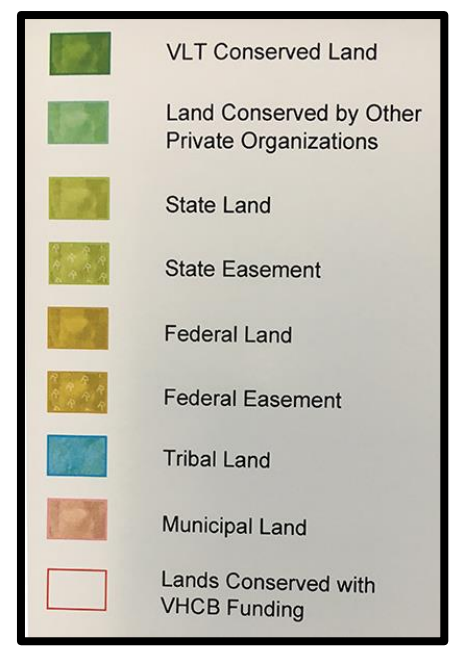 VLT Conserved Land
Land Conserved by Other
Private Organizations
State Land
State Easement
Federal Land
Federal Easement
Tribal Land
Municipal Land
Lands Conserved with
VHCB Funding